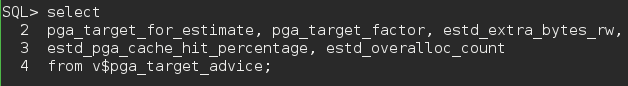 SQL> select
2 pga_target_for_estimate, pga_target_factor, estd_extra_bytes_rw,
3 estd_pga_cache_hit_percentage, estd_overalloc_count
4 from v$pga_target_advice;